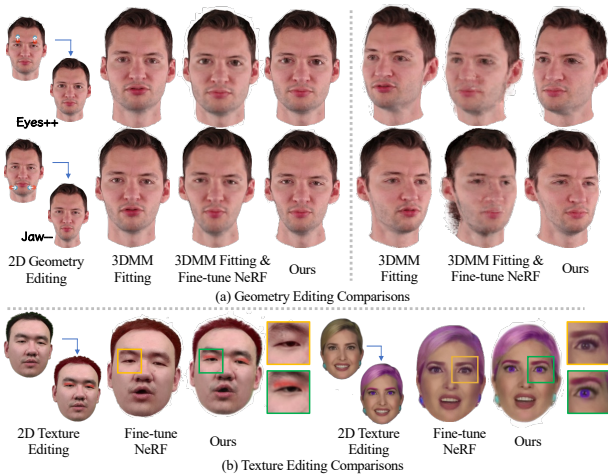 Eyes++
Jaw—
2D Geometry
Editing
3DMM
Fitting
3DMM Fitting &
Fine-tune NeRF
Ours
3DMM
Fitting
3DMM Fitting &
Fine-tune NeRF
Ours
(a) Geometry Editing Comparisons
2D Texture
Editing
Fine-tune
NeRF
Ours
2D Texture
Editing
Fine-tune
NeRF
Ours
(b) Texture Editing Comparisons